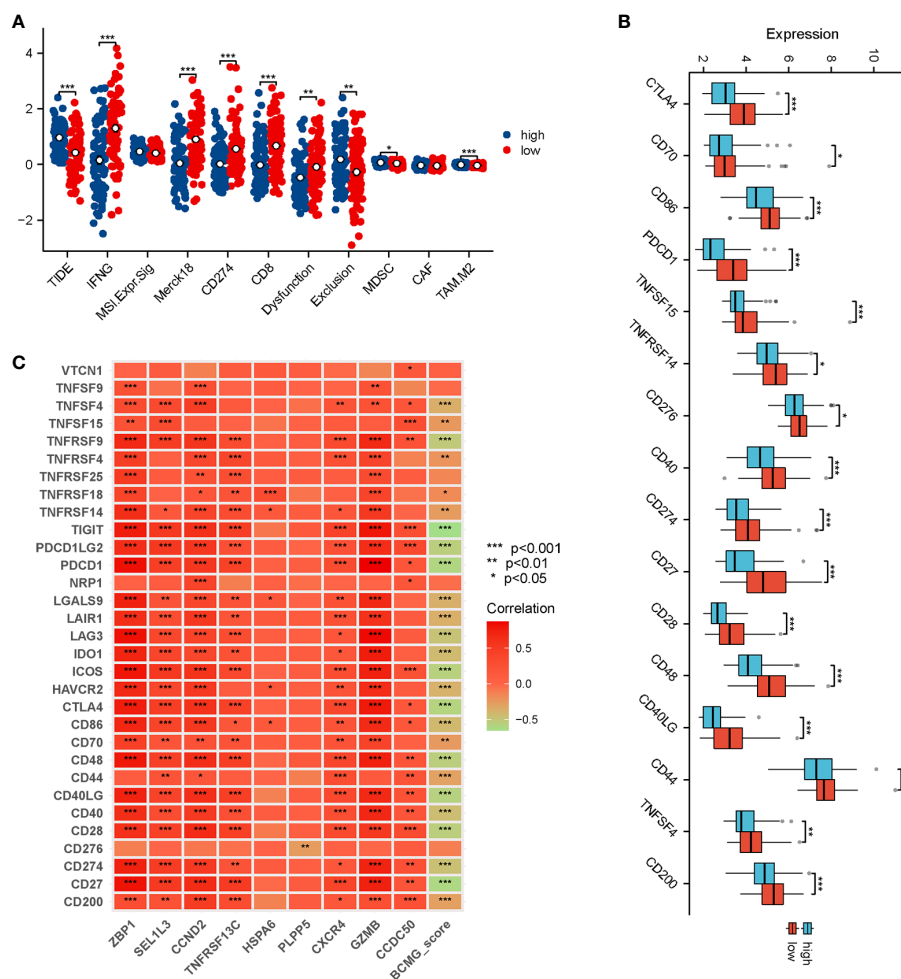 A
4
2
0
−2
*** *** *** *** *** ** ** * ***
high
low
TIDE
IFNG
MSI.Expr.Sig
Merck18
CD274
CD8
Dysfunction
Exclusion
MDSC
CAF
TAM.M2
B
Expression
2 4 6 8 10
CTLA4 ***
CD70 *
CD86 ***
PDCD1 ***
TNFSF15 ***
TNFRSF14 *
CD276 *
CD40 ***
CD274 ***
CD27 ***
CD28 ***
CD48 ***
CD40LG ***
CD44
TNFSF4 **
CD200 ***
high
low
C
VTCN1 *
TNFSF9 *** *** **
TNFSF4 *** *** *** ** ** * ***
TNFSF15 ** *** *** **
TNFRSF9 *** *** *** *** *** *** ** ***
TNFRSF4 *** *** *** *** *** **
TNFRSF25 *** ** *** ***
TNFRSF18 *** * ** *** *** *
TNFRSF14 *** * *** *** * * *** **
TIGIT *** *** *** *** *** *** *** ***
PDCD1LG2 *** *** *** *** *** *** *** ***
PDCD1 *** *** *** *** *** *** * ***
NRP1 *** *
LGALS9 *** ** *** ** * ** *** ***
LAIR1 *** *** *** ** *** *** ***
LAG3 *** *** *** *** * *** ***
IDO1 *** *** *** ** * *** ***
ICOS *** *** *** *** *** *** *** ***
HAVCR2 *** *** *** * ** *** ***
CTLA4 *** *** *** *** *** *** * ***
CD86 *** *** *** * * ** *** * ***
CD70 *** ** ** ** ** *** **
CD48 *** *** *** *** *** *** ** ***
CD44 ** * *** ** ***
CD40LG *** *** *** *** *** *** ** ***
CD40 *** *** *** *** *** *** ** ***
CD28 *** *** *** *** *** *** *** ***
CD276 **
CD274 *** *** *** ** * *** ** ***
CD27 *** *** *** *** *** *** ** ***
CD200 *** ** *** *** * *** *** ***
ZBP1
SEL1L3
CCND2
TNFRSF13C
HSPA6
PLPP5
CXCR4
GZMB
CCDC50
BCMG_score
*** p<0.001
** p<0.01
* p<0.05
Correlation
0.5
0.0
−0.5